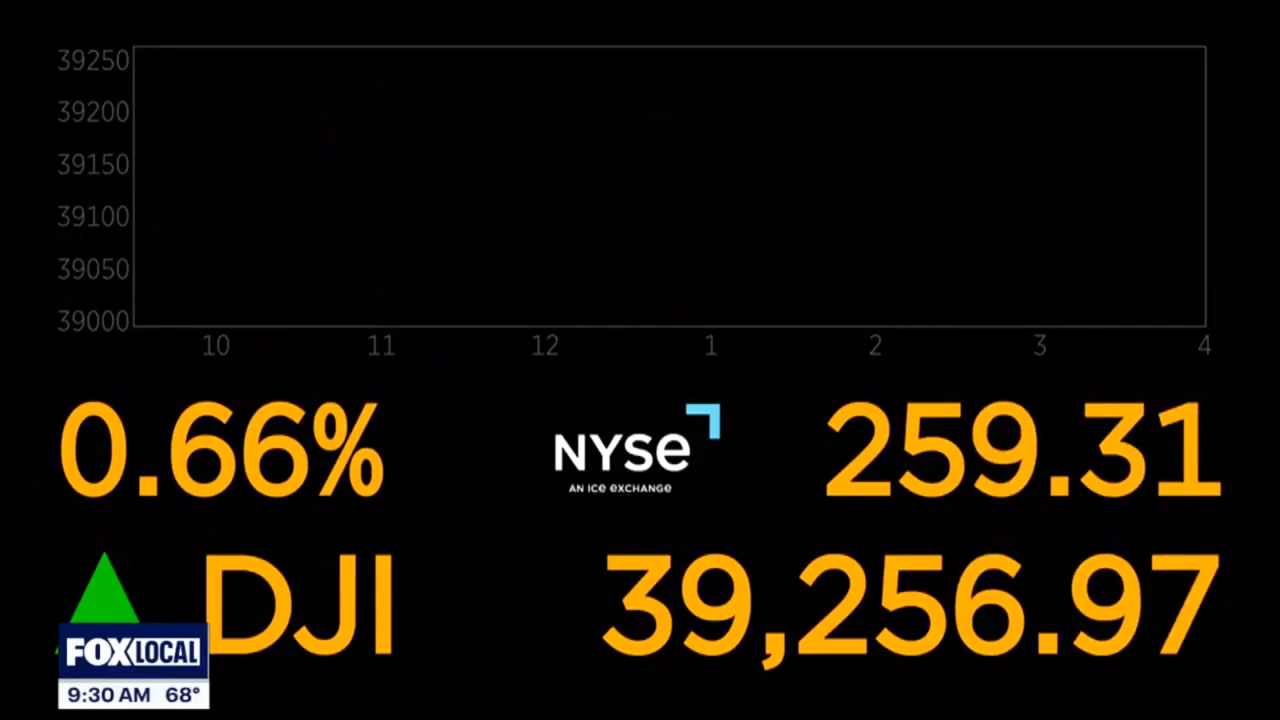 39250
39200
39150
39100
39050
39000
10 11 12 1 2 3 4
0.66% NYSE 259.31
AN ICE EXCHANGE
DJI 39,256.97
FOX LOCAL
9:30 AM 68°